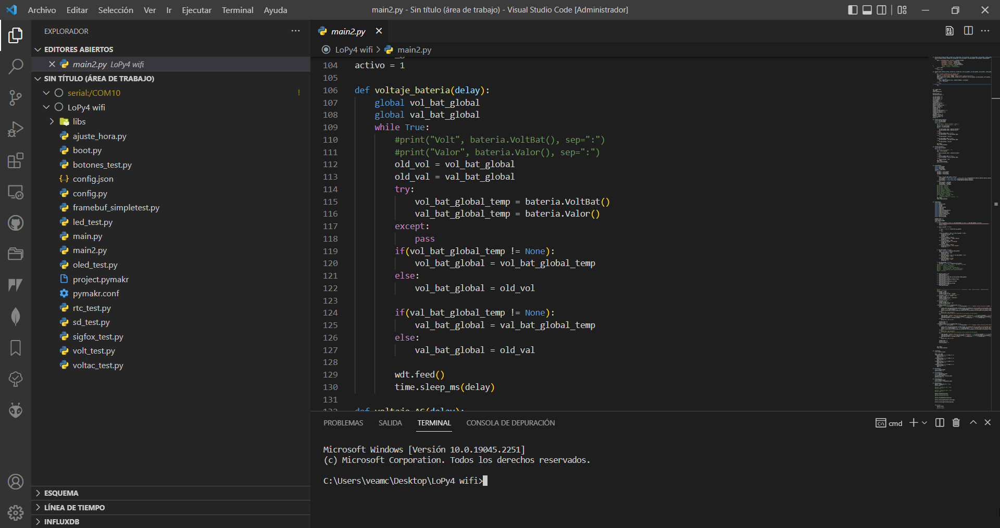 Archivo Editar Selección Ver Ir Ejecutar Terminal Ayuda
main2.py - Sin título (área de trabajo) - Visual Studio Code [Administrador]
EXPLORADOR
EDITORES ABIERTOS
main2.py LoPy4 wifi
SIN TÍTULO (ÁREA DE TRABAJO)
serial:/COM10 !
LoPy4 wifi
libs
ajuste_hora.py
boot.py
botones_test.py
config.json
config.py
framebuf_simpletest.py
led_test.py
main.py
main2.py
oled_test.py
project.pymakr
pymakr.conf
rtc_test.py
sd_test.py
sigfox_test.py
volt_test.py
voltac_test.py
ESQUEMA
LÍNEA DE TIEMPO
INFLUXDB
main2.py
LoPy4 wifi > main2.py
104 activo = 1
105
106 def voltaje_bateria(delay):
107 global vol_bat_global
108 global val_bat_global
109 while True:
110 #print("Volt", bateria.VoltBat(), sep=":")
111 #print("Valor", bateria.Valor(), sep=":")
112 old_vol = vol_bat_global
113 old_val = val_bat_global
114 try:
115 vol_bat_global_temp = bateria.VoltBat()
116 val_bat_global_temp = bateria.Valor()
117 except:
118 pass
119 if(vol_bat_global_temp != None):
120 vol_bat_global = vol_bat_global_temp
121 else:
122 vol_bat_global = old_vol
123
124 if(val_bat_global_temp != None):
125 val_bat_global = val_bat_global_temp
126 else:
127 val_bat_global = old_val
128
129 wdt.feed()
130 time.sleep_ms(delay)
131
132 def voltaje_AC(delay):
PROBLEMAS SALIDA TERMINAL CONSOLA DE DEPURACIÓN
cmd
Microsoft Windows [Versión 10.0.19045.2251]
(c) Microsoft Corporation. Todos los derechos reservados.
C:\Users\veamc\Desktop\LoPy4 wifi>